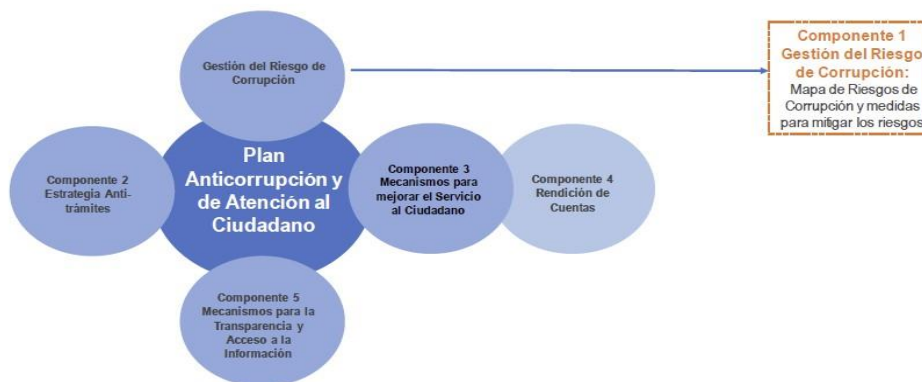 Gestión del Riesgo de
Corrupción
Componente 1
Gestión del Riesgo
de Corrupción:
Mapa de Riesgos de
Corrupción y medidas
para mitigar los riesgos
Plan
Anticorrupción y
de Atención al
Ciudadano
Componente 2
Estrategia Anti-
trámites
Componente 3
Mecanismos para
mejorar el Servicio
al Ciudadano
Componente 4
Rendición de
Cuentas
Componente 5
Mecanismos para la
Transparencia y
Acceso a la
Información